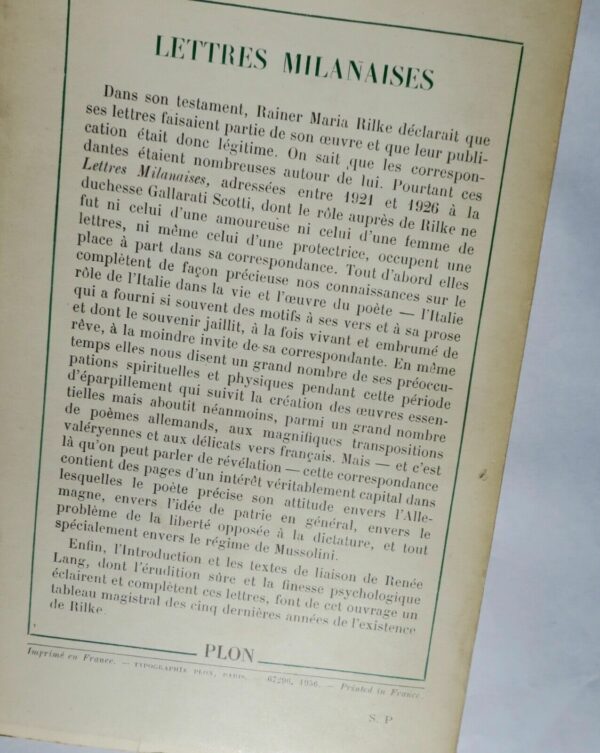 LETTRES MILANAISES
Dans son testament, Rainer Maria Rilke déclarait que
ses lettres faisaient partie de son œuvre et que leur publi-
cation était donc légitime. On sait que les correspon-
dantes étaient nombreuses autour de lui. Pourtant ces
Lettres Milanaises, adressées entre 1921 et 1926 à la
duchesse Gallarati Scotti, dont le rôle auprès de Rilke ne
fut ni celui d'une amoureuse ni celui d'une femme de
lettres, ni même celui d'une protectrice, occupent une
place à part dans sa correspondance. Tout d'abord elles
complètent de façon précieuse nos connaissances sur le
rôle de l'Italie dans la vie et l'œuvre du poète — l'Italie
qui a fourni si souvent des motifs à ses vers et à sa prose
et dont le souvenir jaillit, à la fois vivant et embrumé de
rêve, à la moindre invite de sa correspondante. En même
temps elles nous disent un grand nombre de ses préoccu-
pations spirituelles et physiques pendant cette période
d'éparpillement qui suivit la création des œuvres essen-
tielles mais aboutit néanmoins, parmi un grand nombre
de poèmes allemands, aux magnifiques transpositions
valéryennes et aux délicats vers français. Mais — et c'est
là qu'on peut parler de révélation — cette correspondance
contient des pages d'un intérêt véritablement capital dans
lesquelles le poète précise son attitude envers l'Alle-
magne, envers l'idée de patrie en général, envers le
problème de la liberté opposée à la dictature, et tout
spécialement envers le régime de Mussolini.
Enfin, l'Introduction et les textes de liaison de Renée
Lang, dont l'érudition sûre et la finesse psychologique
éclairent et complètent ces lettres, font de cet ouvrage un
tableau magistral des cinq dernières années de l'existence
de Rilke.
PLON
Imprimé en France. — TYPOGRAPHIE PLON, PARIS. — 67296. 1956. — Printed in France
S. P